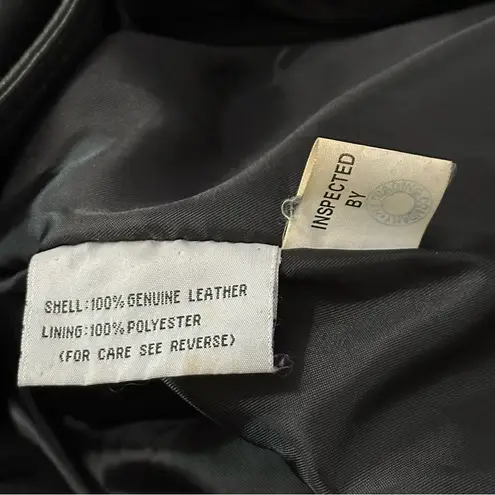 SHELL:100% GENUINE LEATHER
LINING:100% POLYESTER
(FOR CARE SEE REVERSE)
INSPECTED
BY